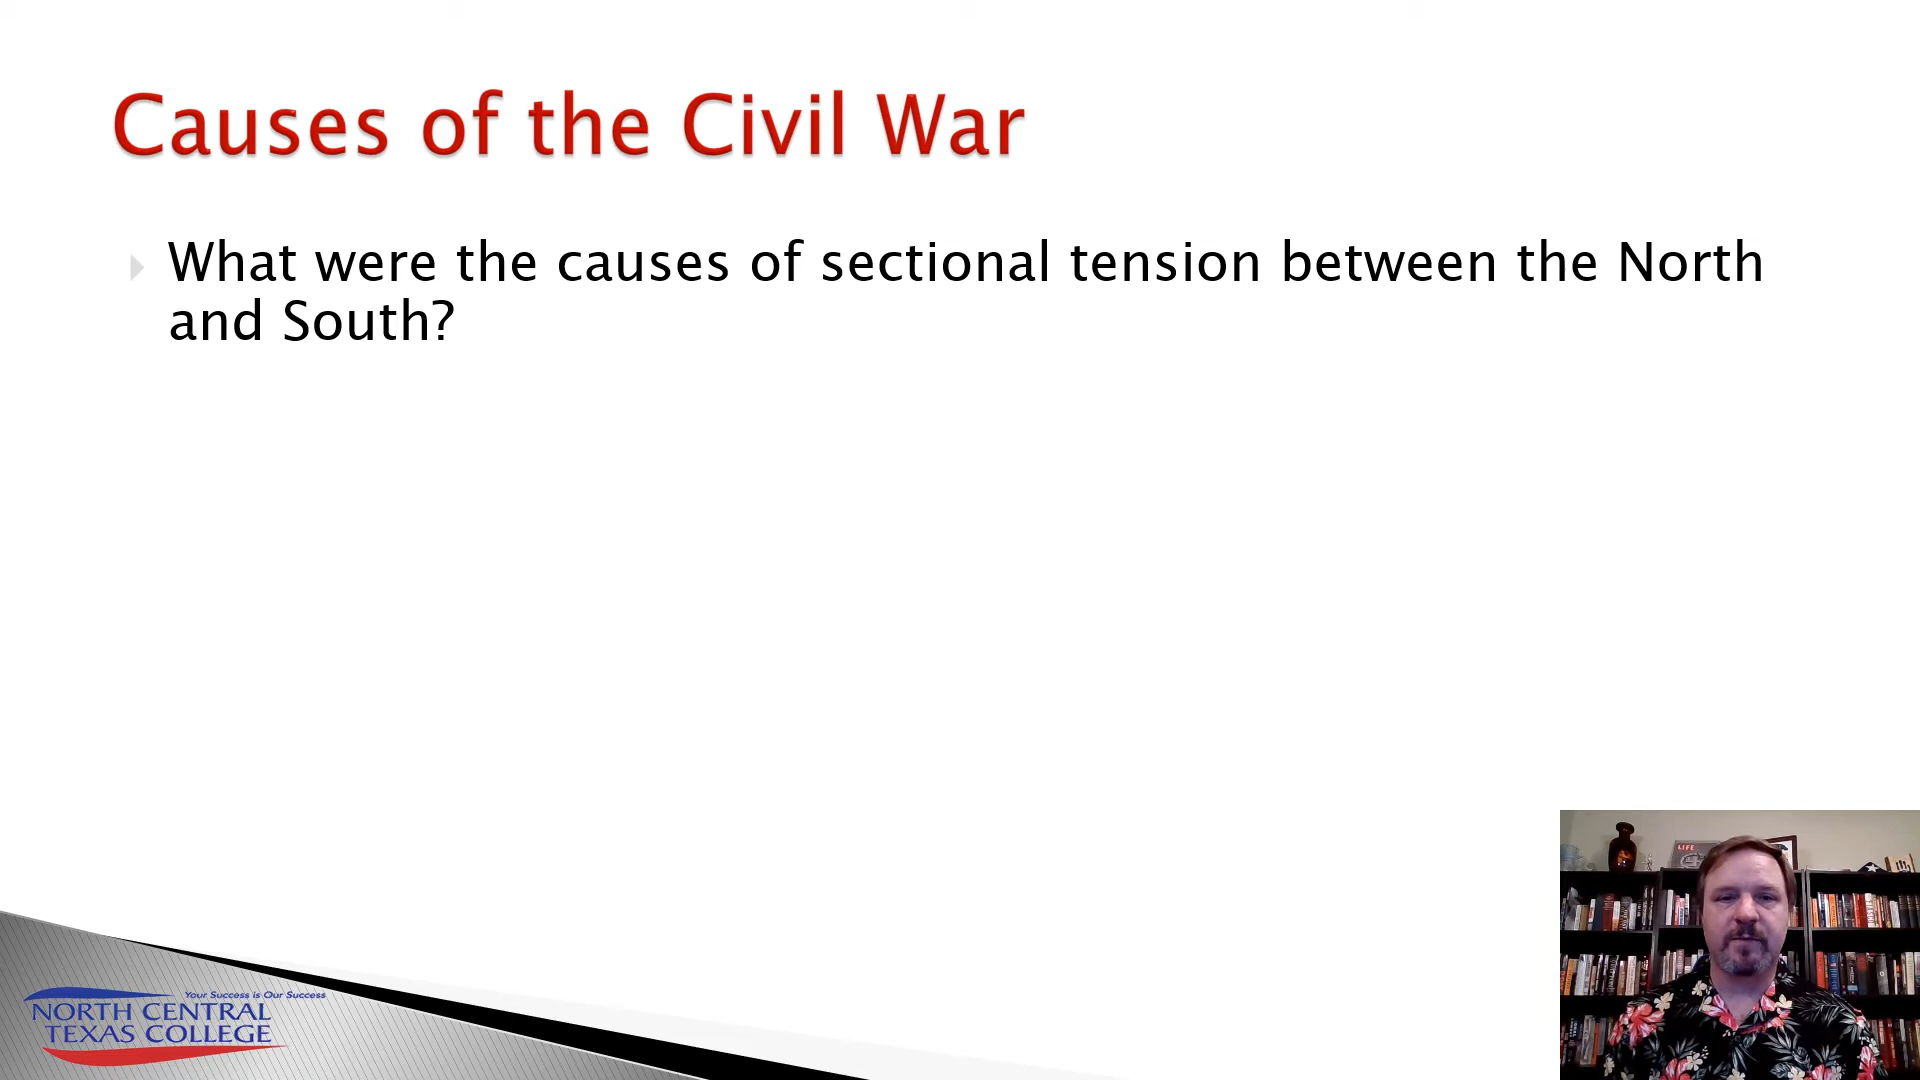 Causes of the Civil War
What were the causes of sectional tension between the North
and South?
Your Success is Our Success
NORTH CENTRAL
TEXAS COLLEGE
LIFE